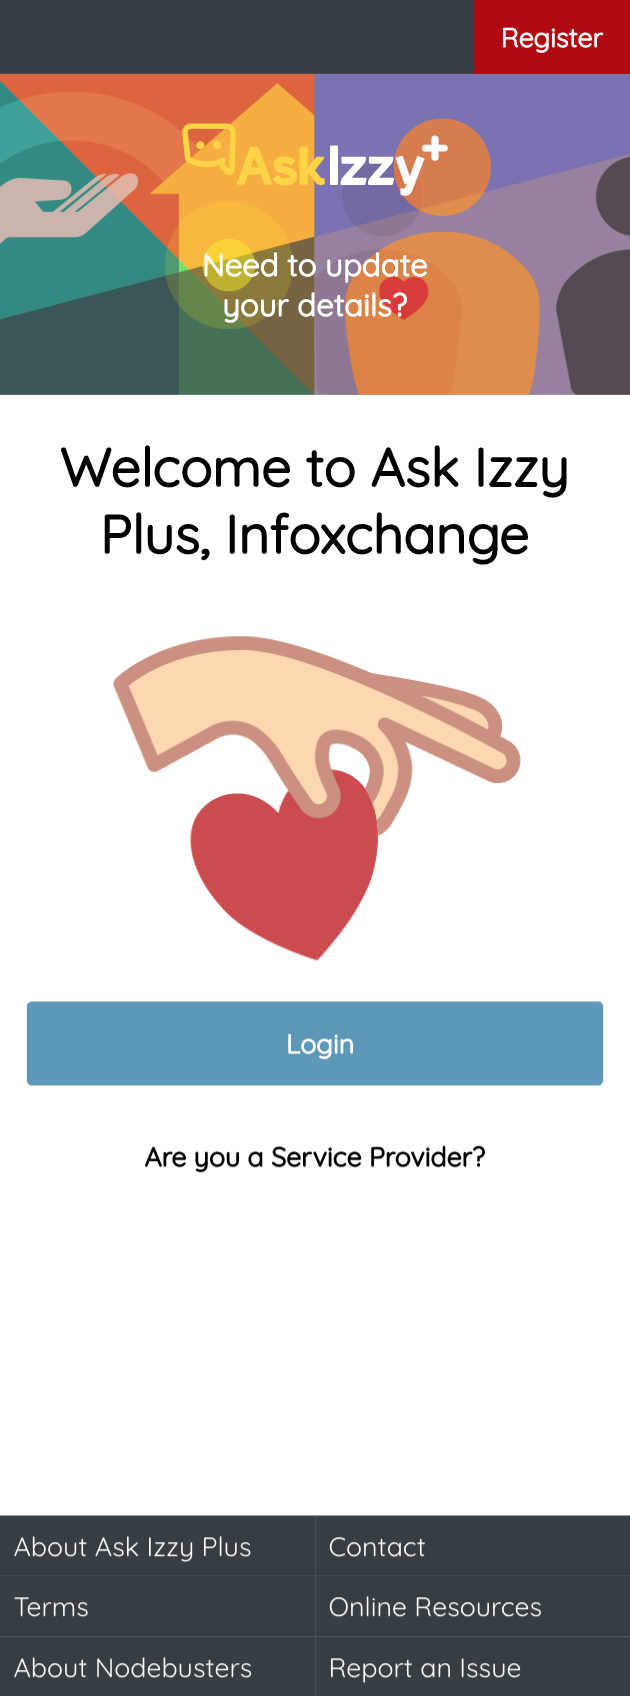 Register
AskIzzy+
Need to update
your details?
Welcome to Ask Izzy
Plus, Infoxchange
Login
Are you a Service Provider?
About Ask Izzy Plus
Contact
Terms
Online Resources
About Nodebusters
Report an Issue